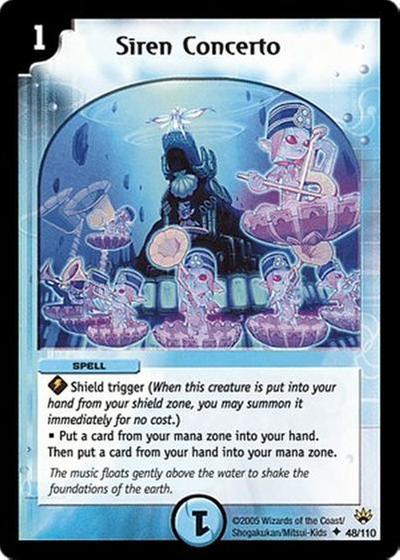 1
Siren Concerto
SPELL
Shield trigger (When this creature is put into your
hand from your shield zone, you may summon it
immediately for no cost.)
▪ Put a card from your mana zone into your hand.
Then put a card from your hand into your mana zone.
The music floats gently above the water to shake the
foundations of the earth.
1
©2005 Wizards of the Coast/
Shogakukan/Mitsui-Kids ✦ 48/110